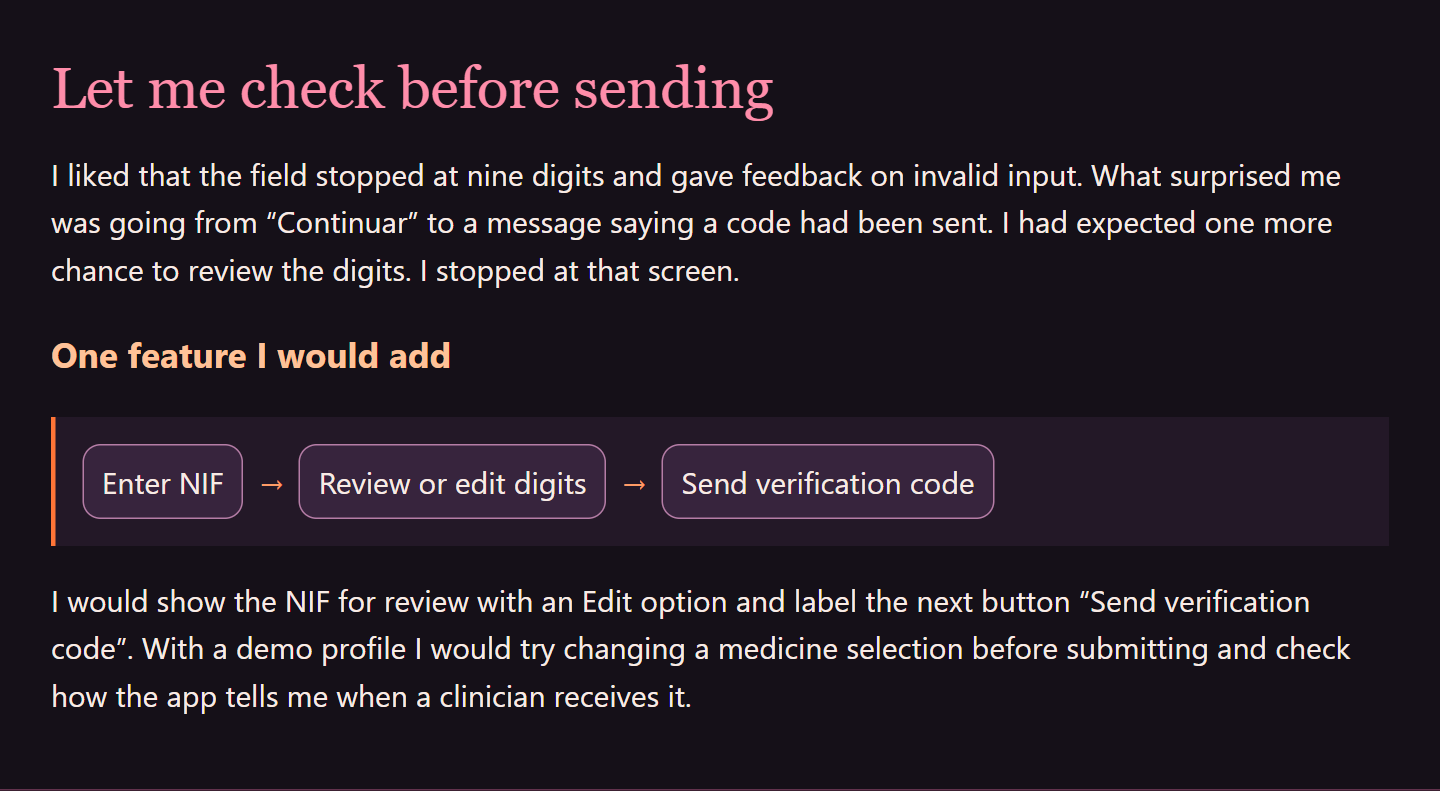 Let me check before sending
I liked that the field stopped at nine digits and gave feedback on invalid input. What surprised me
was going from “Continuar” to a message saying a code had been sent. I had expected one more
chance to review the digits. I stopped at that screen.
One feature I would add
Enter NIF → Review or edit digits → Send verification code
I would show the NIF for review with an Edit option and label the next button “Send verification
code”. With a demo profile I would try changing a medicine selection before submitting and check
how the app tells me when a clinician receives it.